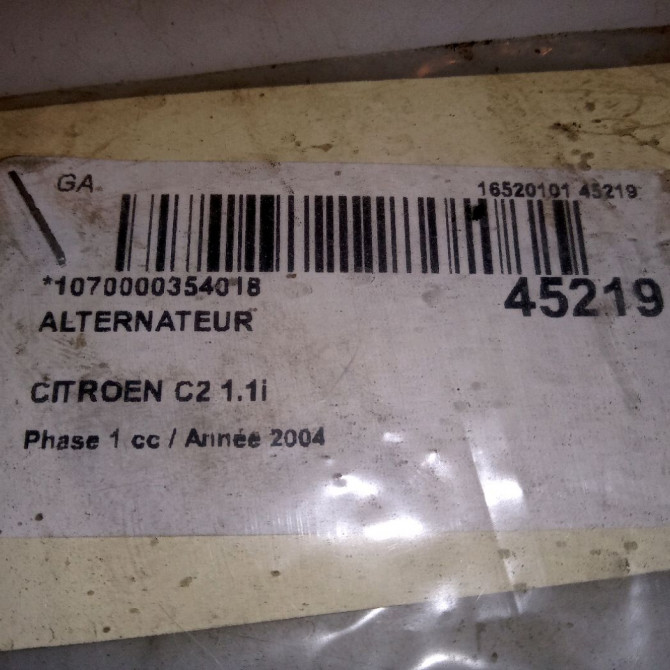 GA
16520101 45219
*1070000354018
45219
ALTERNATEUR
CITROEN C2 1.1i
Phase 1 cc / Année 2004